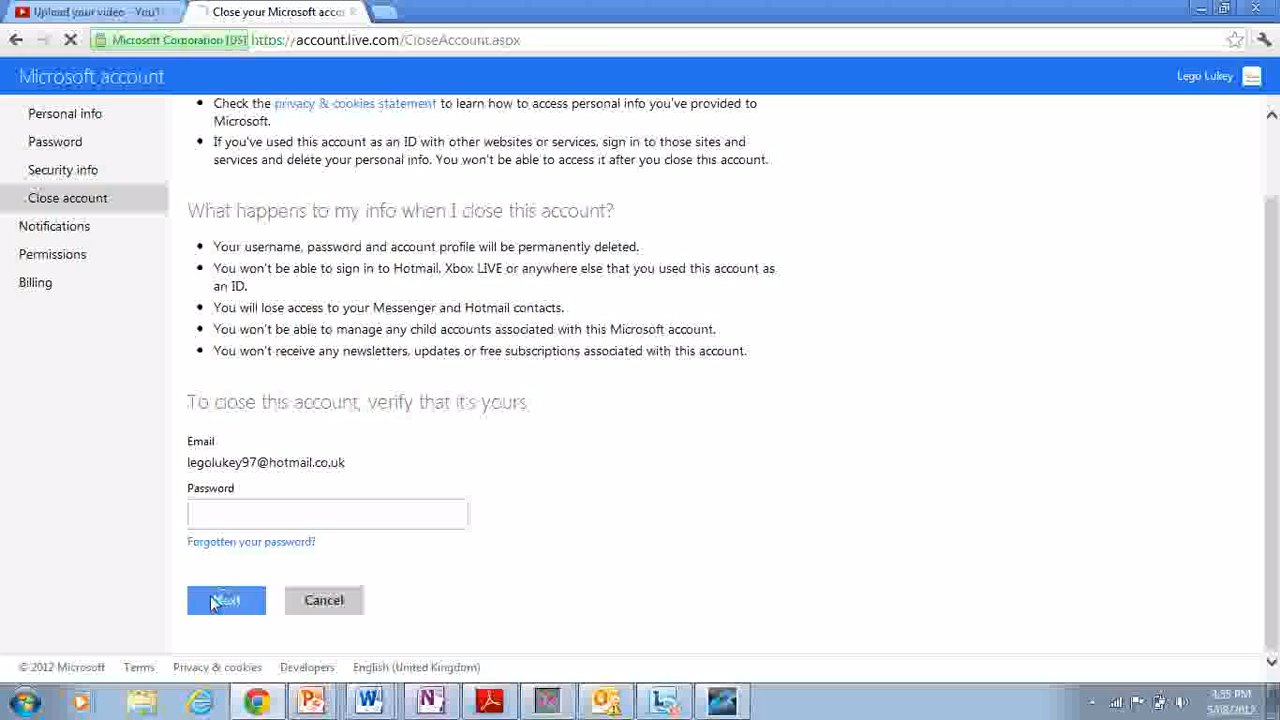 Upload your video - You
Close your Microsoft accou
Microsoft Corporation [US] https://account.live.com/CloseAccount.aspx
Microsoft account
Lego Lukey
Personal info
Password
Security info
Close account
Notifications
Permissions
Billing
Check the privacy & cookies statement to learn how to access personal info you've provided to
Microsoft.
If you've used this account as an ID with other websites or services, sign in to those sites and
services and delete your personal info. You won't be able to access it after you close this account.
What happens to my info when I close this account?
Your username, password and account profile will be permanently deleted.
You won't be able to sign in to Hotmail, Xbox LIVE or anywhere else that you used this account as
an ID.
You will lose access to your Messenger and Hotmail contacts.
You won't be able to manage any child accounts associated with this Microsoft account.
You won't receive any newsletters, updates or free subscriptions associated with this account.
To close this account, verify that it's yours
Email
legolukey97@hotmail.co.uk
Password
Forgotten your password?
Next
Cancel
© 2012 Microsoft Terms Privacy & cookies Developers English (United Kingdom)